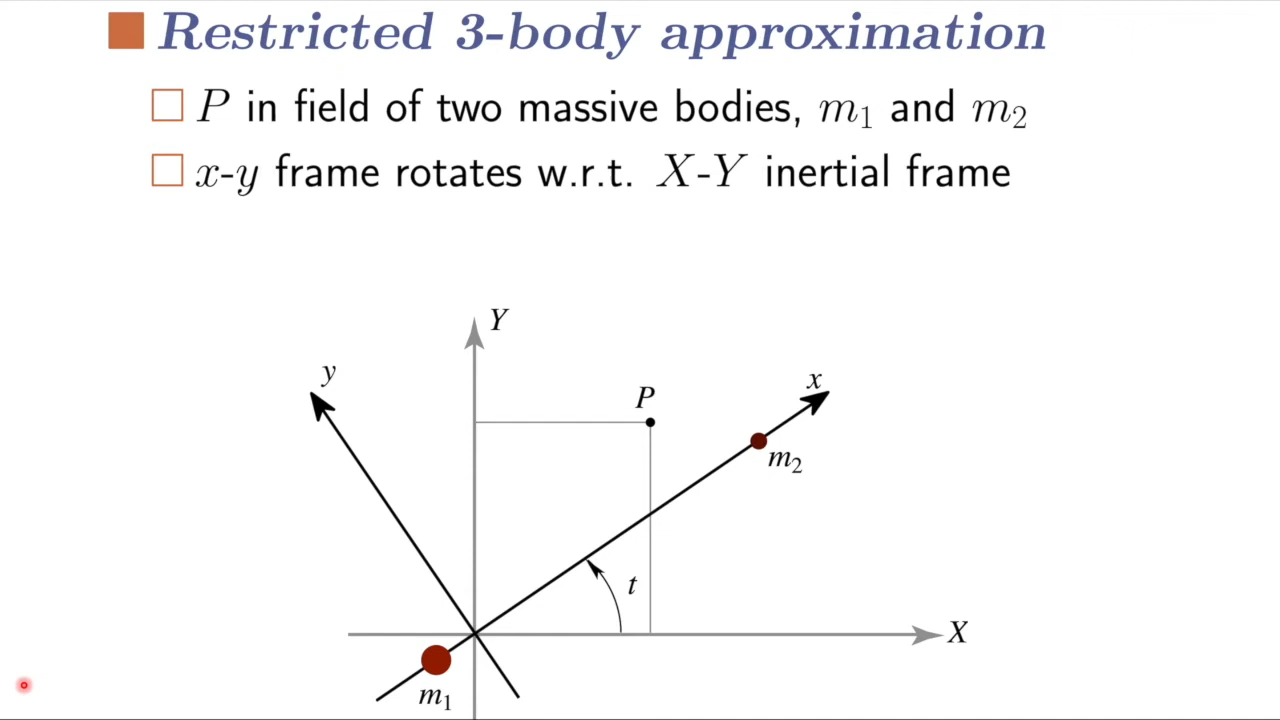 Restricted 3-body approximation
P in field of two massive bodies, m₁ and m₂
x-y frame rotates w.r.t. X-Y inertial frame
Y
y
x
P
m₂
t
X
m₁